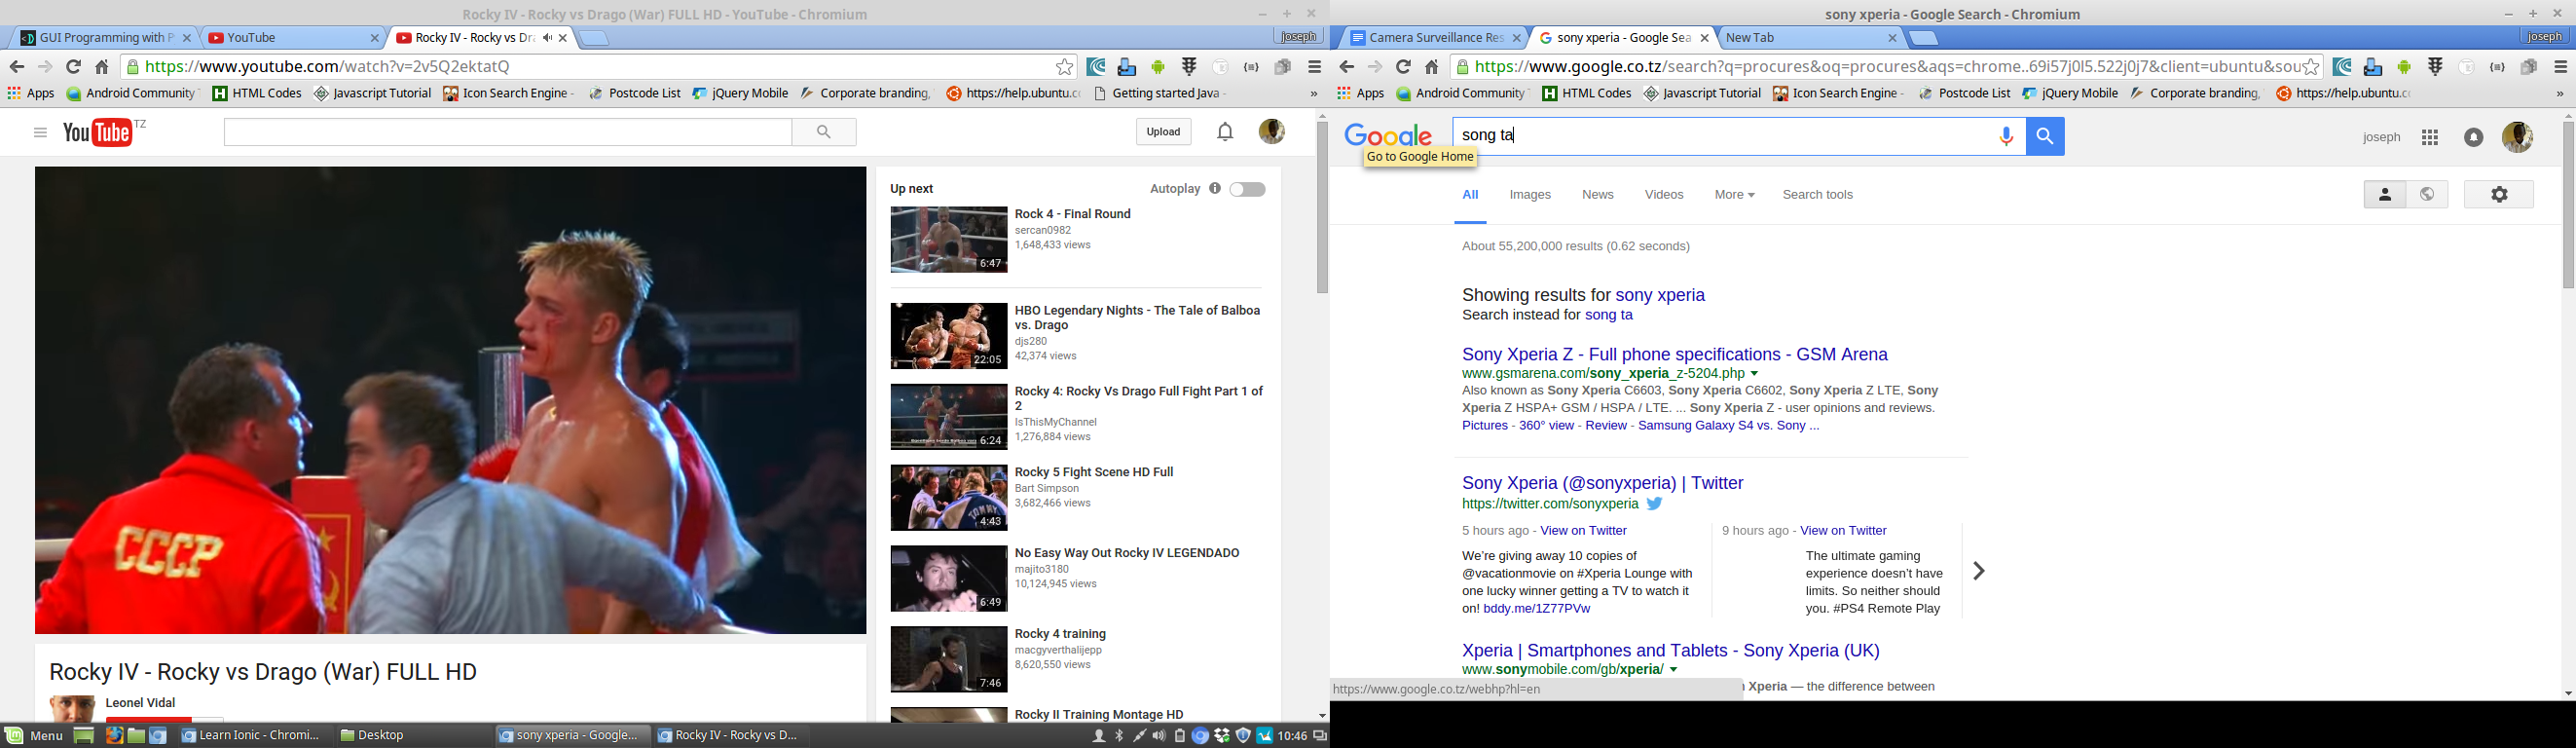 Rocky IV - Rocky vs Drago (War) FULL HD - YouTube - Chromium
GUI Programming with P
YouTube
Rocky IV - Rocky vs Dra
joseph
https://www.youtube.com/watch?v=2v5Q2ektatQ
Apps
Android Community
HTML Codes
Javascript Tutorial
Icon Search Engine -
Postcode List
jQuery Mobile
Corporate branding,
https://help.ubuntu.c
Getting started Java -
»
YouTube TZ
Upload
CCCP
Up next
Autoplay
Rock 4 - Final Round
sercan0982
1,648,433 views
6:47
HBO Legendary Nights - The Tale of Balboa
vs. Drago
djs280
42,374 views
22:05
Rocky 4: Rocky Vs Drago Full Fight Part 1 of
2
IsThisMyChannel
1,276,884 views
6:24
Rocky 5 Fight Scene HD Full
Bart Simpson
3,682,466 views
4:43
No Easy Way Out Rocky IV LEGENDADO
majito3180
10,124,945 views
6:49
Rocky 4 training
macgyverthalijepp
8,620,550 views
7:46
Rocky II Training Montage HD
Rocky IV - Rocky vs Drago (War) FULL HD
Leonel Vidal
Menu
Learn Ionic - Chromi...
Desktop
sony xperia - Google...
Rocky IV - Rocky vs D...
10:46
sony xperia - Google Search - Chromium
Camera Surveillance Res
sony xperia - Google Sea
New Tab
joseph
https://www.google.co.tz/search?q=procures&oq=procures&aqs=chrome..69i57j0l5.522j0j7&client=ubuntu&sou
Apps
Android Community
HTML Codes
Javascript Tutorial
Icon Search Engine -
Postcode List
jQuery Mobile
Corporate branding,
https://help.ubuntu.c
»
Google
song ta
Go to Google Home
joseph
All
Images
News
Videos
More
Search tools
About 55,200,000 results (0.62 seconds)
Showing results for sony xperia
Search instead for song ta
Sony Xperia Z - Full phone specifications - GSM Arena
www.gsmarena.com/sony_xperia_z-5204.php
Also known as Sony Xperia C6603, Sony Xperia C6602, Sony Xperia Z LTE, Sony
Xperia Z HSPA+ GSM / HSPA / LTE. ... Sony Xperia Z - user opinions and reviews.
Pictures - 360° view - Review - Samsung Galaxy S4 vs. Sony ...
Sony Xperia (@sonyxperia) | Twitter
https://twitter.com/sonyxperia
5 hours ago - View on Twitter
We're giving away 10 copies of
@vacationmovie on #Xperia Lounge with
one lucky winner getting a TV to watch it
on! bddy.me/1Z77PVw
9 hours ago - View on Twitter
The ultimate gaming
experience doesn't have
limits. So neither should
you. #PS4 Remote Play
Xperia | Smartphones and Tablets - Sony Xperia (UK)
www.sonymobile.com/gb/xperia/
Xperia — the difference between
https://www.google.co.tz/webhp?hl=en